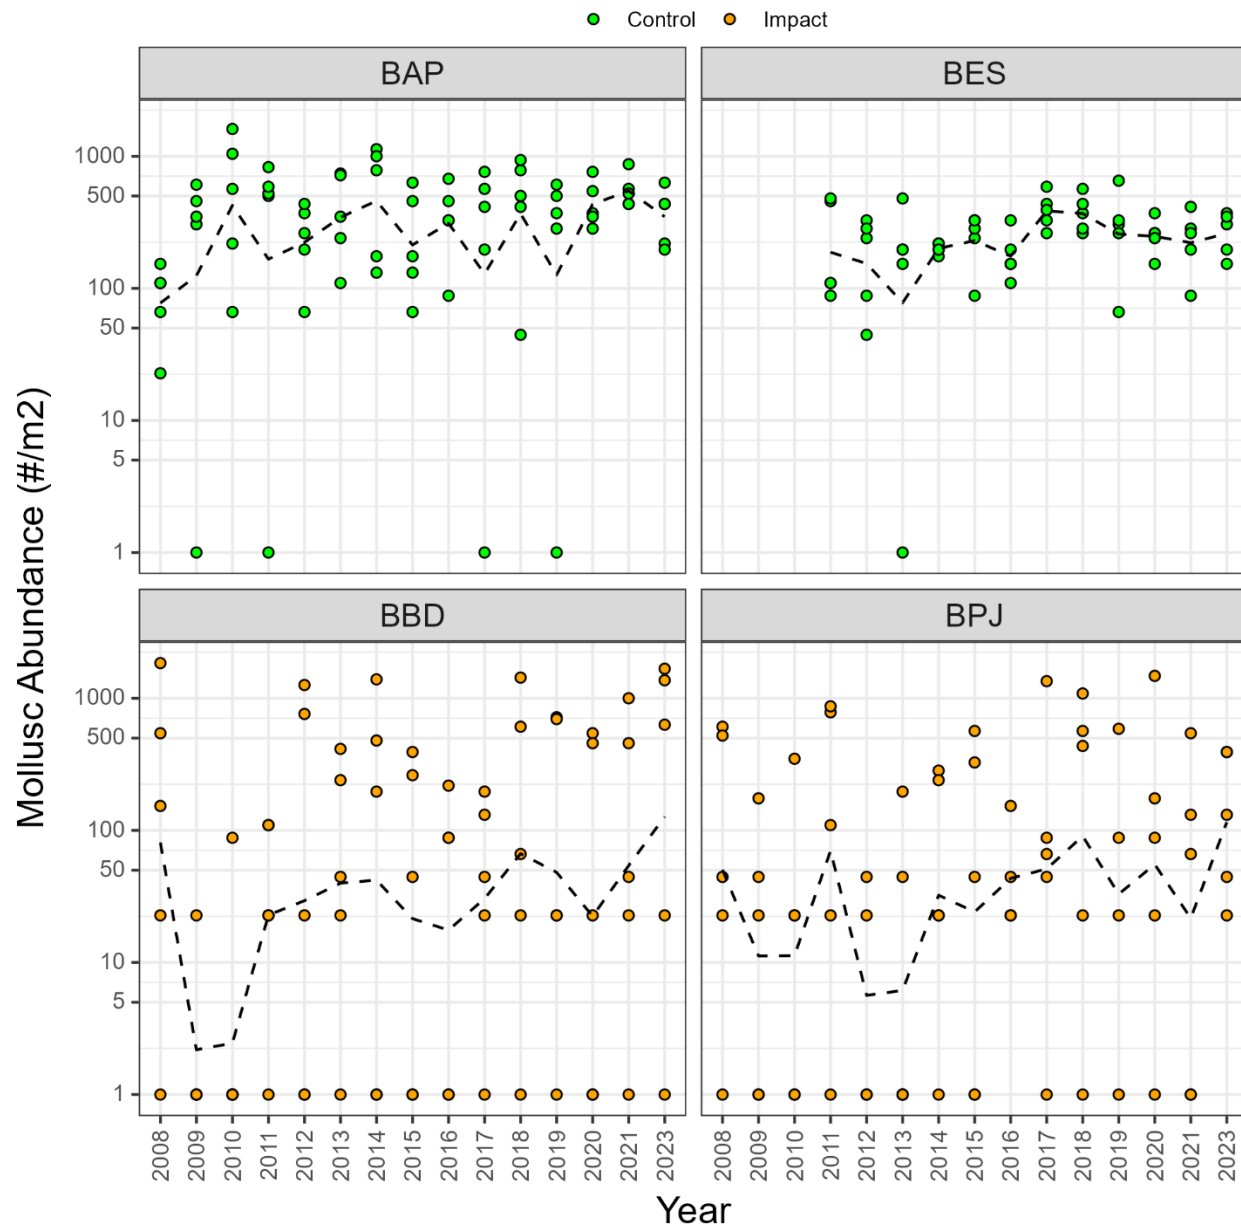 Control Impact
BAP BES
1000
500
100
50
10
5
1
BBD BPJ
1000
500
100
50
10
5
1
Mollusc Abundance (#/m2)
2008 2009 2010 2011 2012 2013 2014 2015 2016 2017 2018 2019 2020 2021 2023 2008 2009 2010 2011 2012 2013 2014 2015 2016 2017 2018 2019 2020 2021 2023
Year